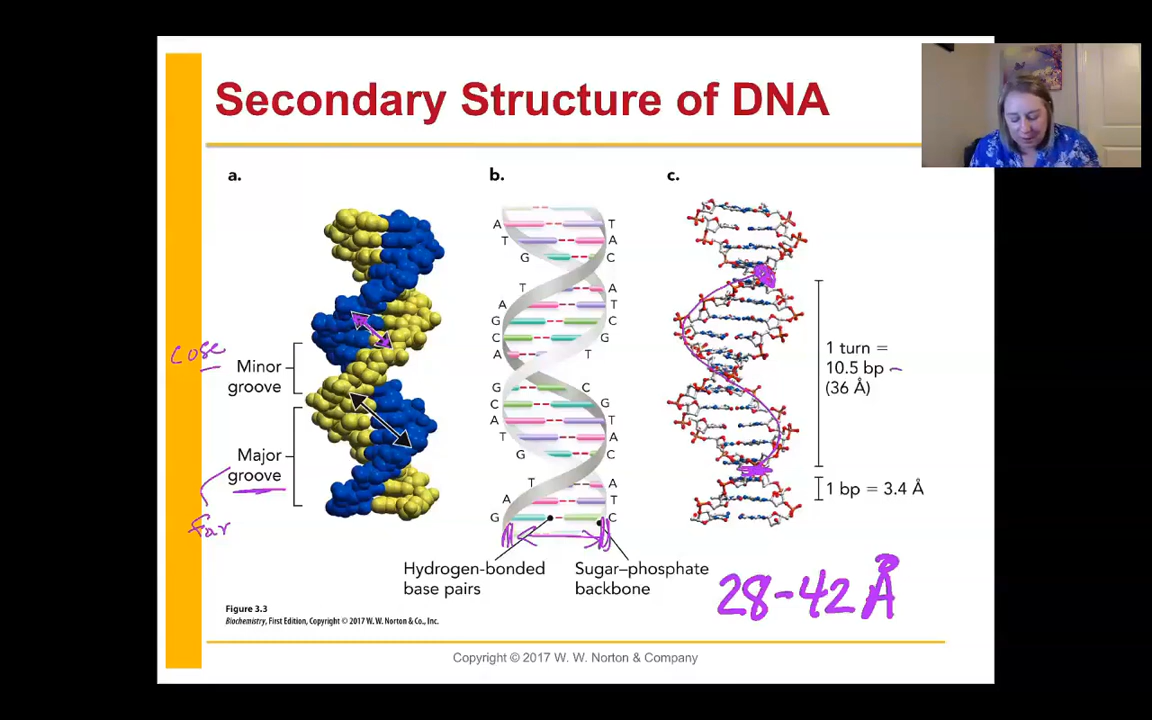 Secondary Structure of DNA
a.
b.
c.
A T
T A
G C
T A
A T
G C
C G
A T
G C
C G
A T
T A
G C
T A
A T
G C
cose
Minor
groove
Major
groove
far
1 turn =
10.5 bp
(36 Å)
1 bp = 3.4 Å
Hydrogen-bonded
base pairs
Sugar–phosphate
backbone
28-42 Å
Figure 3.3
Biochemistry, First Edition, Copyright © 2017 W. W. Norton & Co., Inc.
Copyright © 2017 W. W. Norton & Company